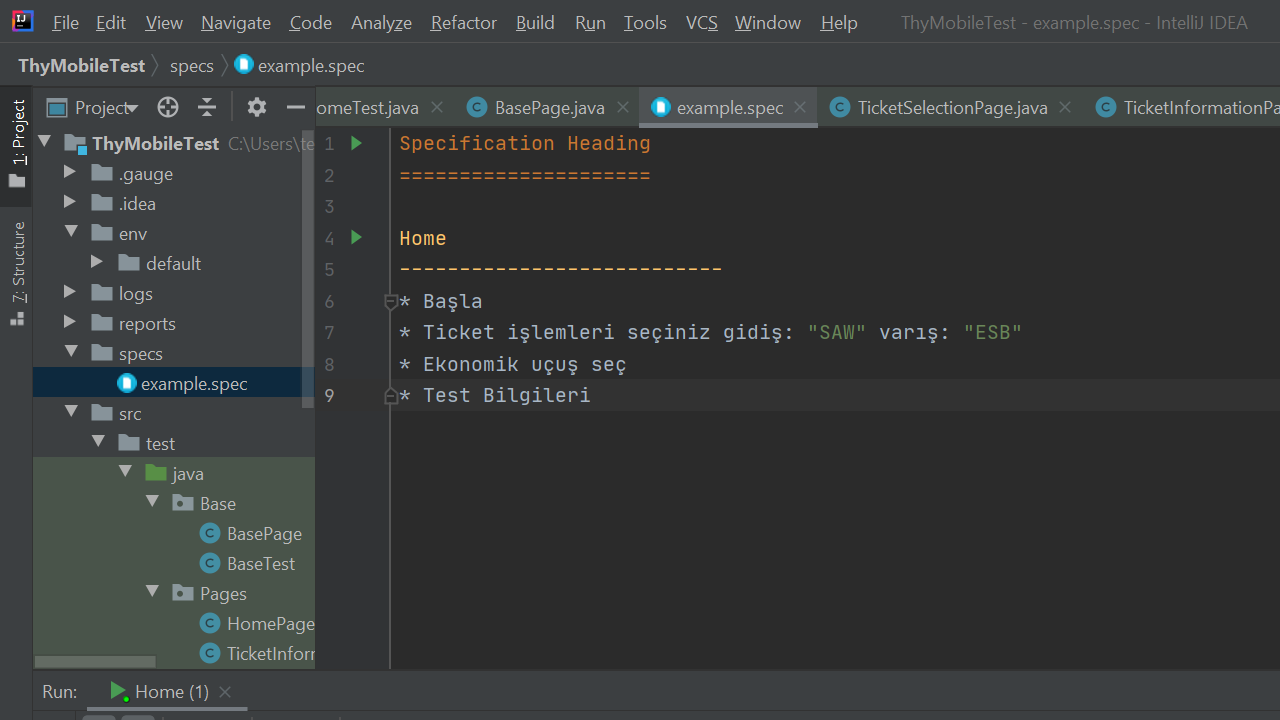 File Edit View Navigate Code Analyze Refactor Build Run Tools VCS Window Help ThyMobileTest - example.spec - IntelliJ IDEA
ThyMobileTest specs example.spec
1: Project
7: Structure
Project
omeTest.java BasePage.java example.spec TicketSelectionPage.java TicketInformationPa
ThyMobileTest C:\Users\te
.gauge
.idea
env
default
logs
reports
specs
example.spec
src
test
java
Base
BasePage
BaseTest
Pages
HomePage
TicketInforr
1 Specification Heading
2 =====================
3
4 Home
5 ---------------------------
6 * Başla
7 * Ticket işlemleri seçiniz gidiş: "SAW" varış: "ESB"
8 * Ekonomik uçuş seç
9 * Test Bilgileri
Run: Home (1)